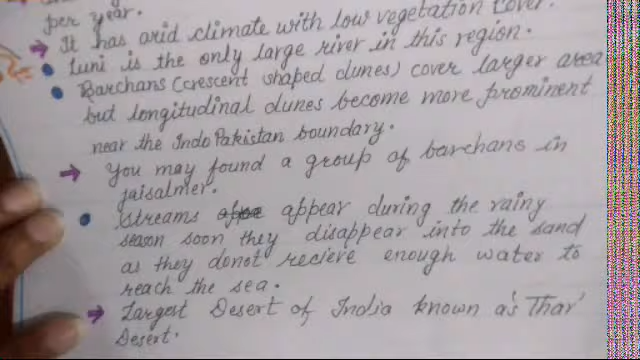 per year.
→ It has arid climate with low vegetation cover.
• Luni is the only large river in this region.
• Barchans (crescent shaped dunes) cover larger area
but longitudinal dunes become more prominent
near the Indo Pakistan boundary.
→ You may found a group of barchans in
jaisalmer.
• Streams appear during the rainy
season soon they disappear into the sand
as they donot recieve enough water to
reach the sea.
→ Largest Desert of India known as 'Thar'
Desert.